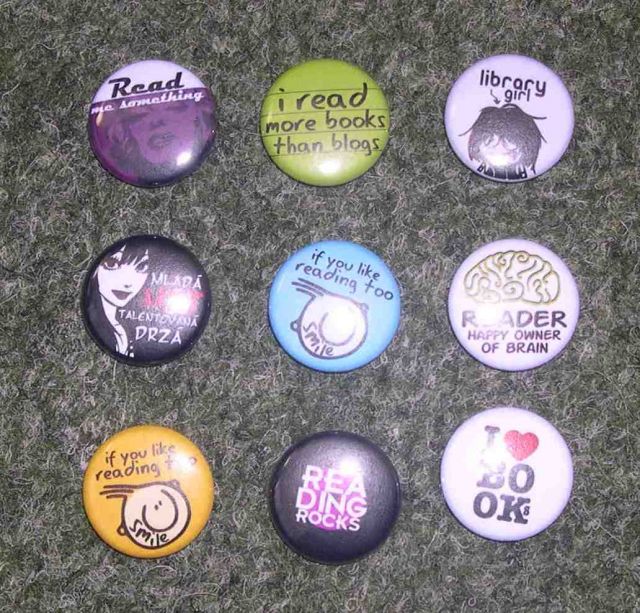 Read
me something
i read
more books
than blogs
library
girl
MLADÁ
TALENTOVANÁ
DRZÁ
if you like
reading too
smile
READER
HAPPY OWNER
OF BRAIN
if you like
reading too
smile
REA
DING
ROCKS
I
BO
OKs